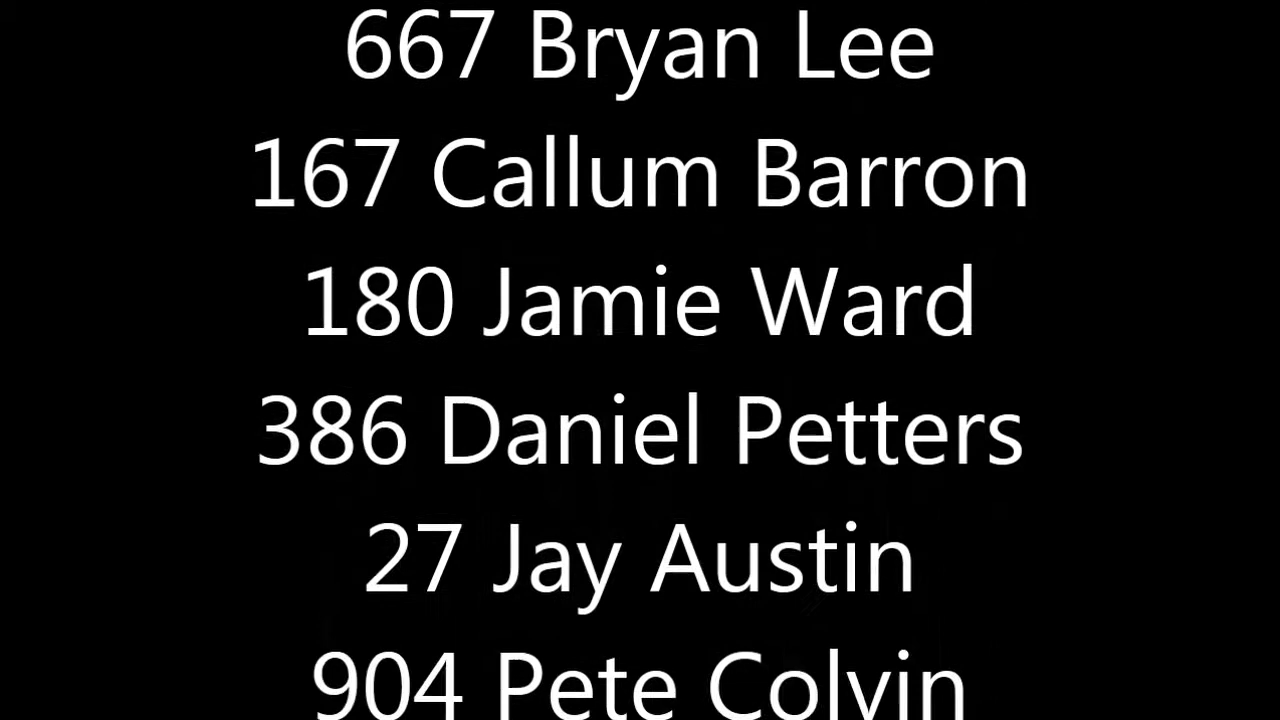 667 Bryan Lee
167 Callum Barron
180 Jamie Ward
386 Daniel Petters
27 Jay Austin
904 Pete Colvin